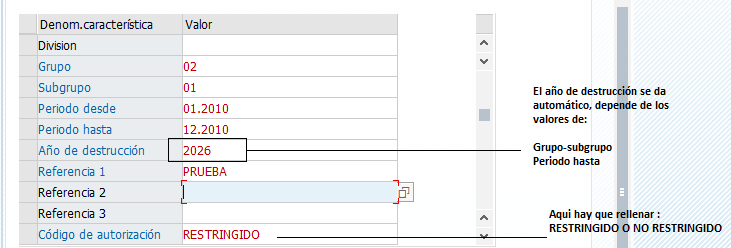 Denom.característica Valor
Division
Grupo 02
Subgrupo 01
Periodo desde 01.2010
Periodo hasta 12.2010
Año de destrucción 2026
Referencia 1 PRUEBA
Referencia 2
Referencia 3
Código de autorización RESTRINGIDO
El año de destrucción se da
automático, depende de los
valores de:
Grupo-subgrupo
Periodo hasta
Aqui hay que rellenar :
RESTRINGIDO O NO RESTRINGIDO